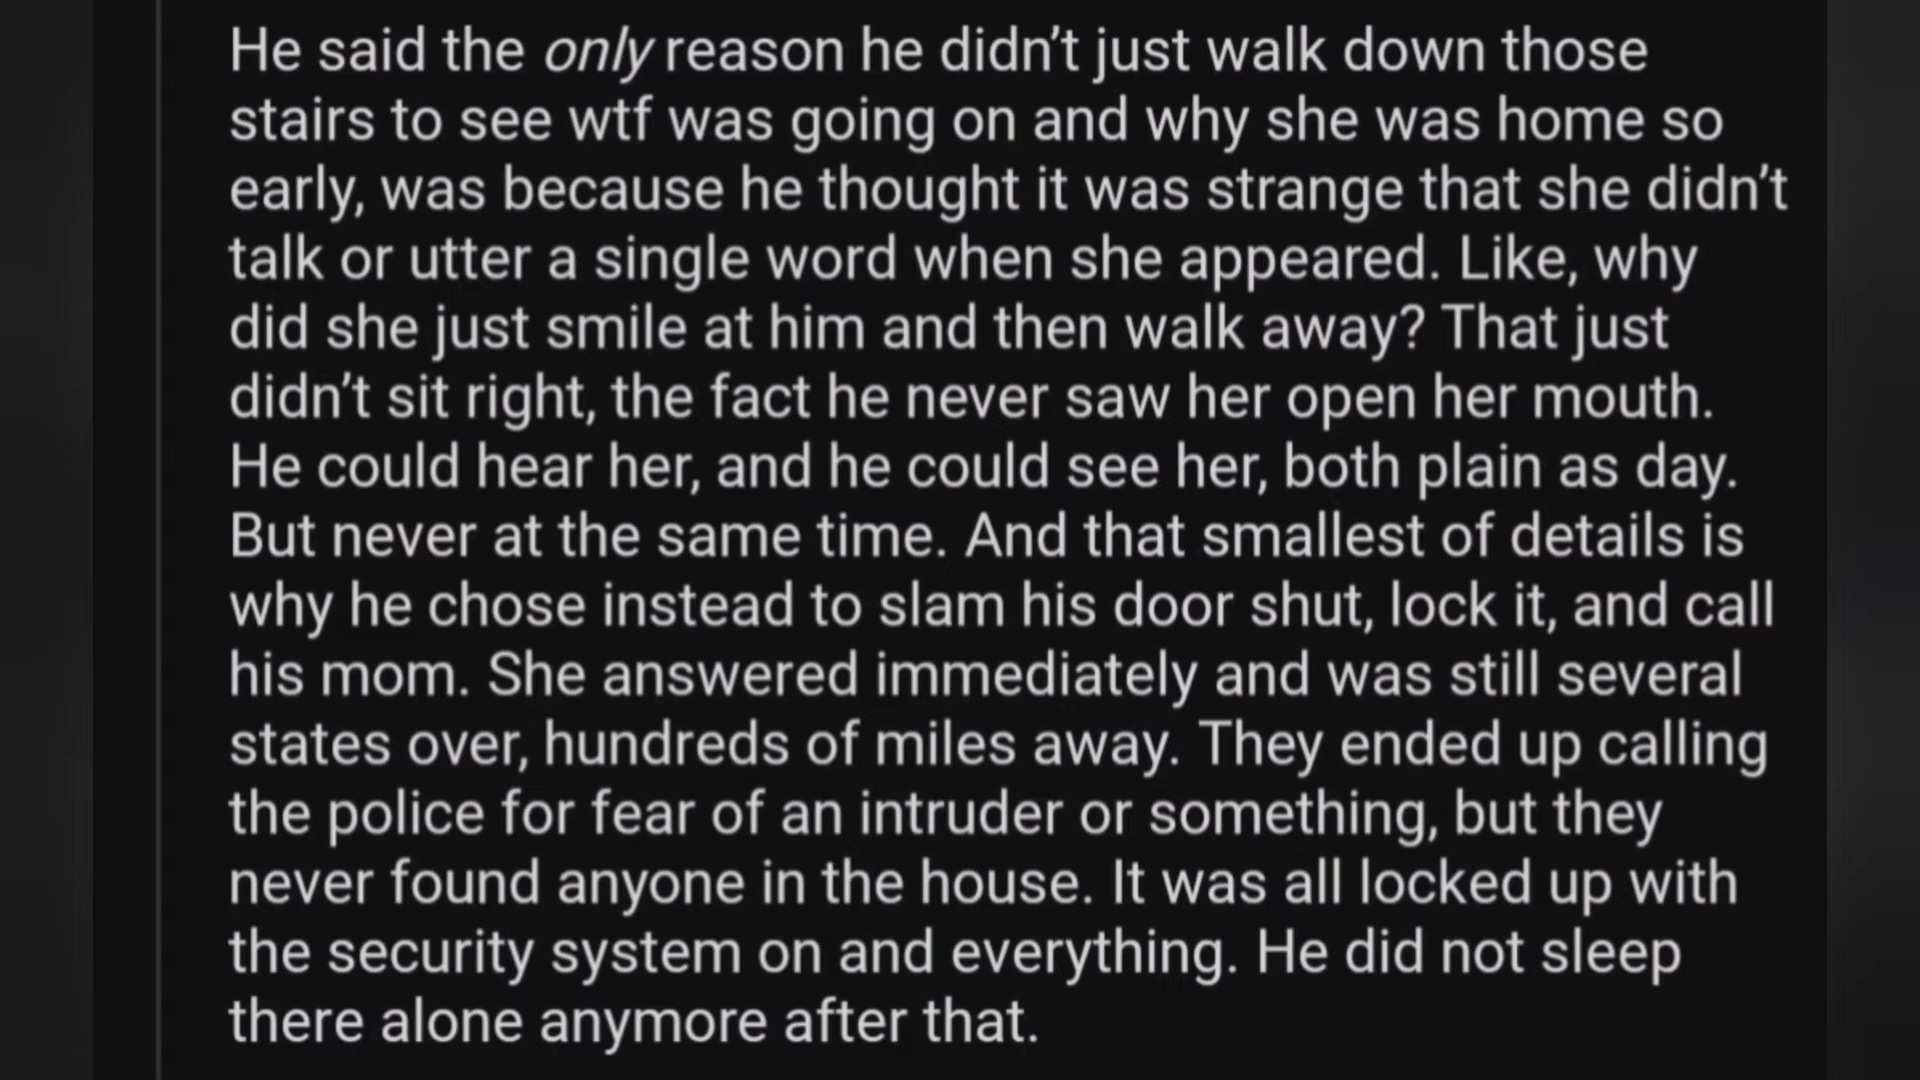 He said the only reason he didn’t just walk down those
stairs to see wtf was going on and why she was home so
early, was because he thought it was strange that she didn’t
talk or utter a single word when she appeared. Like, why
did she just smile at him and then walk away? That just
didn’t sit right, the fact he never saw her open her mouth.
He could hear her, and he could see her, both plain as day.
But never at the same time. And that smallest of details is
why he chose instead to slam his door shut, lock it, and call
his mom. She answered immediately and was still several
states over, hundreds of miles away. They ended up calling
the police for fear of an intruder or something, but they
never found anyone in the house. It was all locked up with
the security system on and everything. He did not sleep
there alone anymore after that.